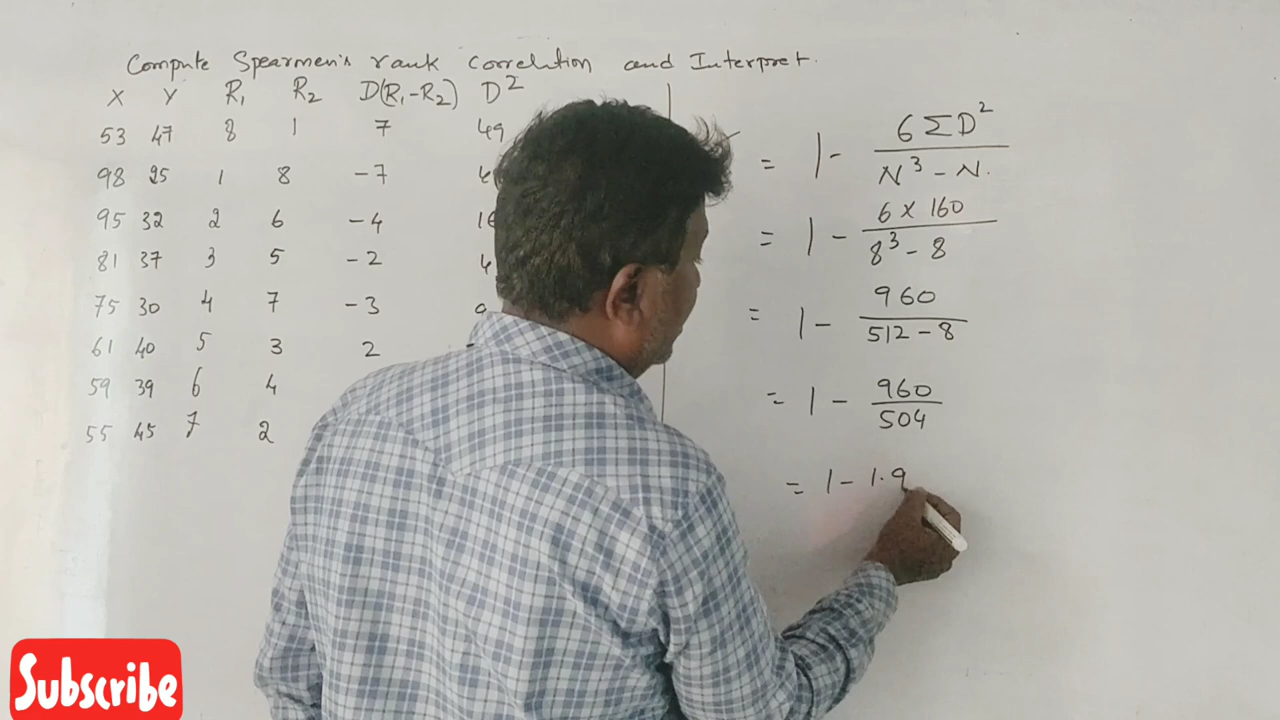 Compute Spearmen's rank Correlation and Interpret.
X Y R₁ R₂ D(R₁-R₂) D²
53 47 8 1 7 49
98 25 1 8 -7
95 32 2 6 -4 16
81 37 3 5 -2 4
75 30 4 7 -3
61 40 5 3 2
59 39 6 4
55 45 7 2
= 1 - 6ΣD² / N³ - N.
= 1 - 6 × 160 / 8³ - 8
= 1 - 960 / 512 - 8
= 1 - 960 / 504
= 1 - 1.9
Subscribe